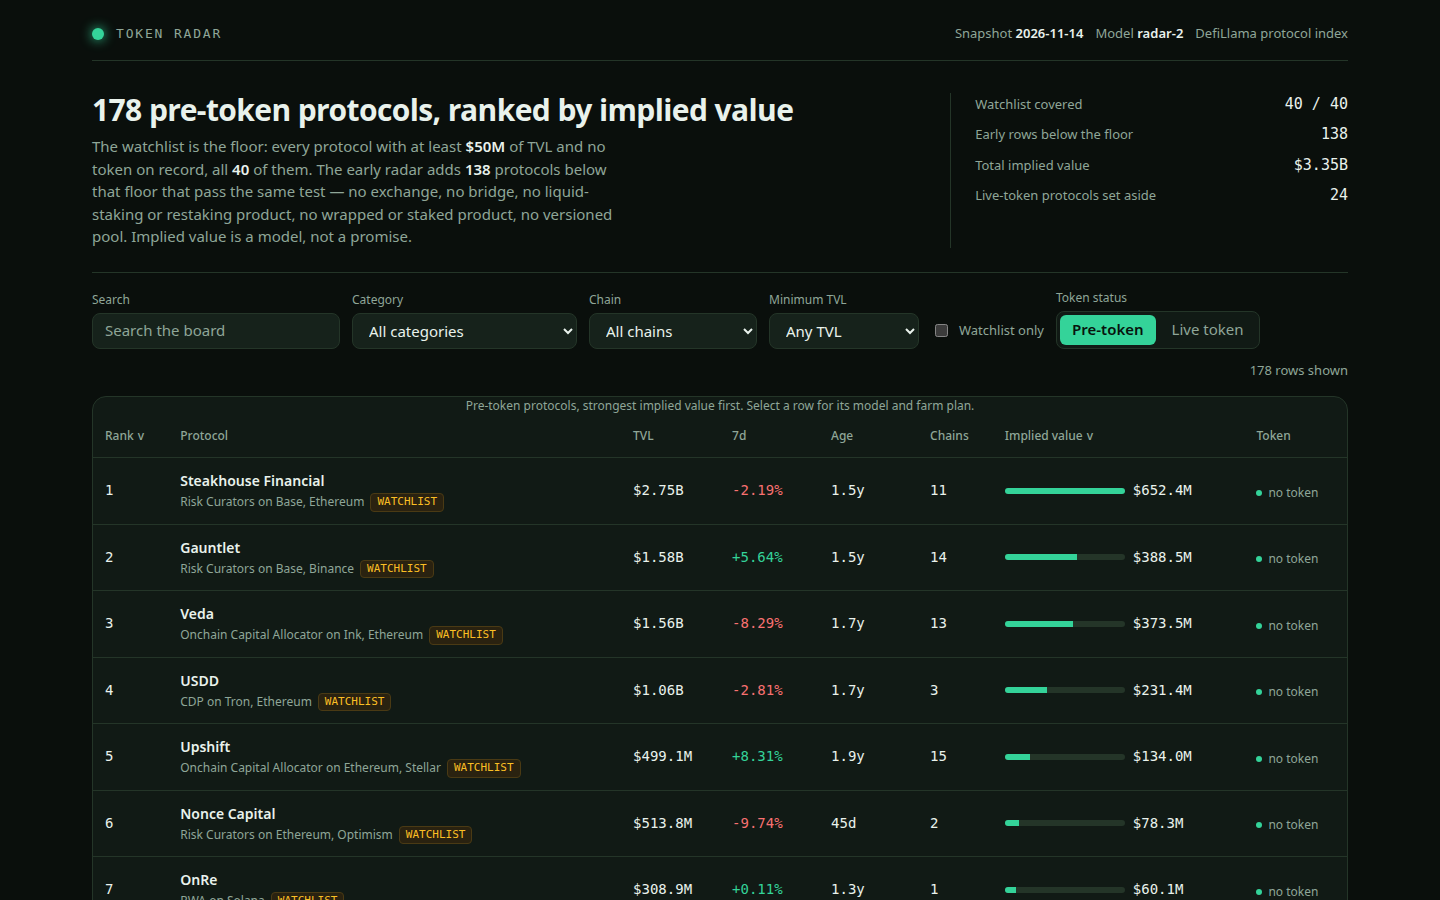 TOKEN RADAR
Snapshot 2026-11-14 Model radar-2 DefiLlama protocol index
178 pre-token protocols, ranked by implied value
The watchlist is the floor: every protocol with at least $50M of TVL and no
token on record, all 40 of them. The early radar adds 138 protocols below
that floor that pass the same test — no exchange, no bridge, no liquid-
staking or restaking product, no wrapped or staked product, no versioned
pool. Implied value is a model, not a promise.
Watchlist covered 40 / 40
Early rows below the floor 138
Total implied value $3.35B
Live-token protocols set aside 24
Search Category Chain Minimum TVL Token status
Search the board All categories All chains Any TVL Watchlist only Pre-token Live token
178 rows shown
Pre-token protocols, strongest implied value first. Select a row for its model and farm plan.
Rank v Protocol TVL 7d Age Chains Implied value v Token
1 Steakhouse Financial $2.75B -2.19% 1.5y 11 $652.4M no token
Risk Curators on Base, Ethereum WATCHLIST
2 Gauntlet $1.58B +5.64% 1.5y 14 $388.5M no token
Risk Curators on Base, Binance WATCHLIST
3 Veda $1.56B -8.29% 1.7y 13 $373.5M no token
Onchain Capital Allocator on Ink, Ethereum WATCHLIST
4 USDD $1.06B -2.81% 1.7y 3 $231.4M no token
CDP on Tron, Ethereum WATCHLIST
5 Upshift $499.1M +8.31% 1.9y 15 $134.0M no token
Onchain Capital Allocator on Ethereum, Stellar WATCHLIST
6 Nonce Capital $513.8M -9.74% 45d 2 $78.3M no token
Risk Curators on Ethereum, Optimism WATCHLIST
7 OnRe $308.9M +0.11% 1.3y 1 $60.1M no token
RWA on Solana WATCHLIST